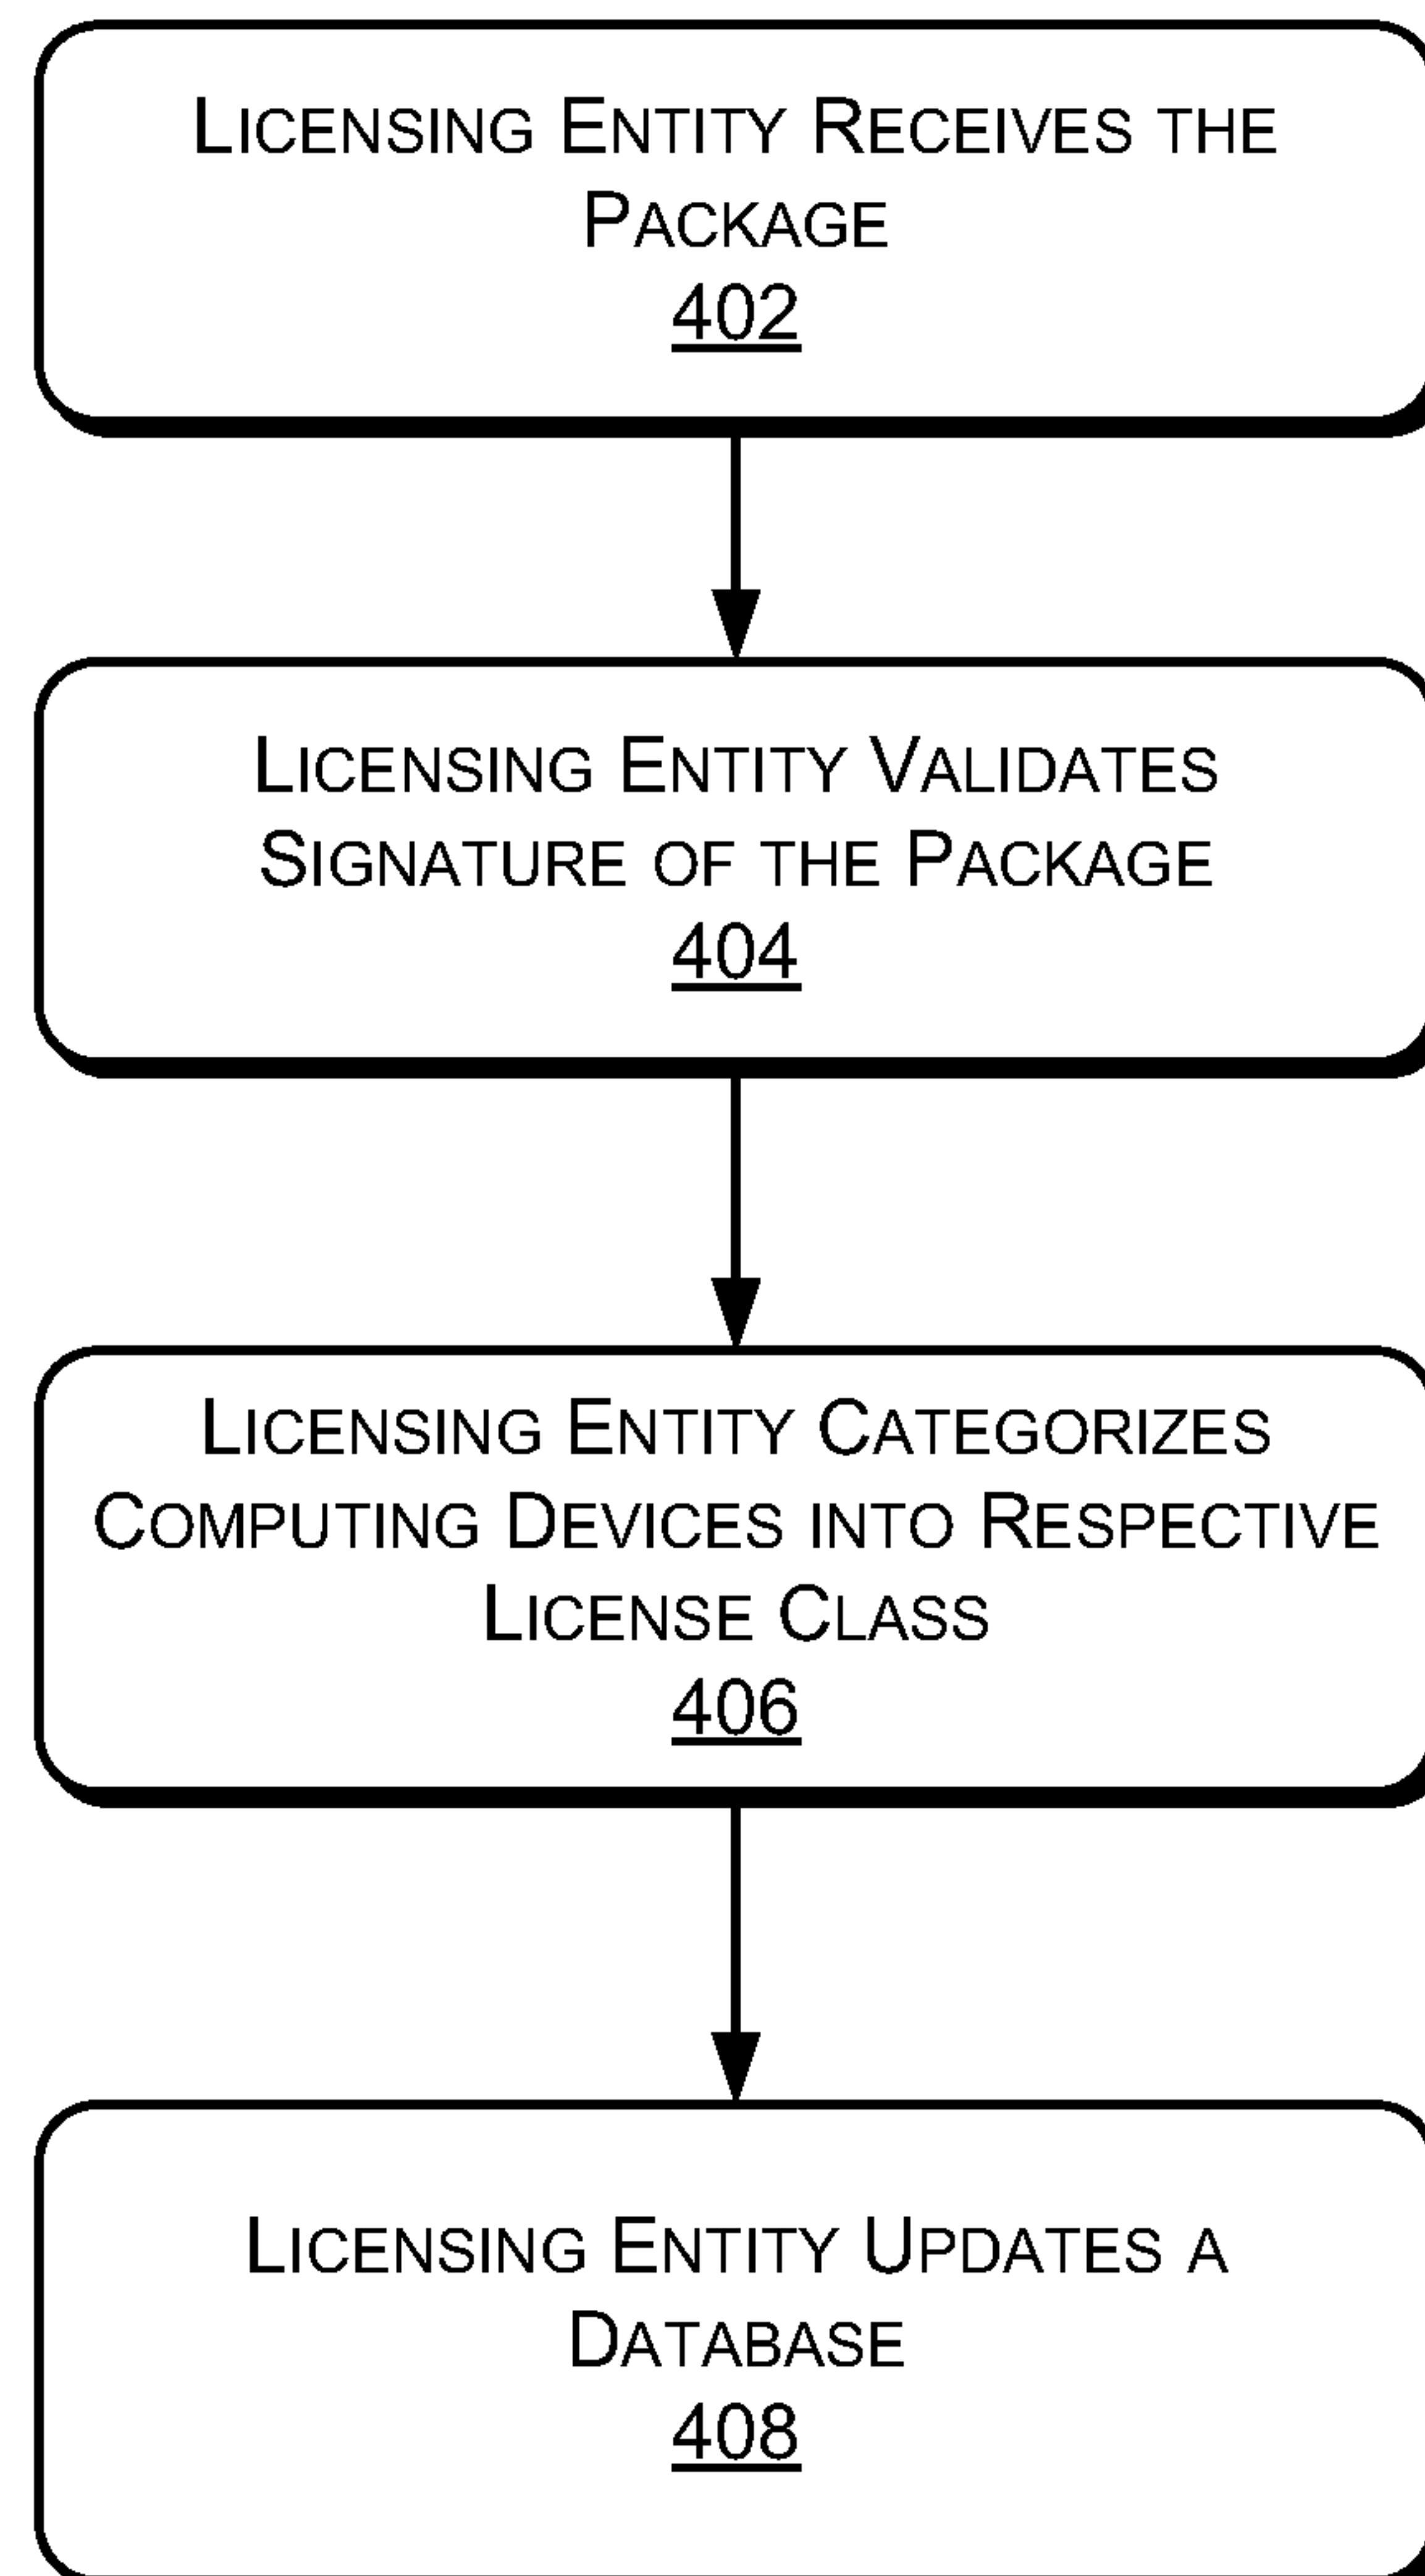 LICENSING ENTITY RECEIVES THE
PACKAGE
402
LICENSING ENTITY VALIDATES
SIGNATURE OF THE PACKAGE
404
LICENSING ENTITY CATEGORIZES
COMPUTING DEVICES INTO RESPECTIVE
LICENSE CLASS
406
LICENSING ENTITY UPDATES A
DATABASE
408